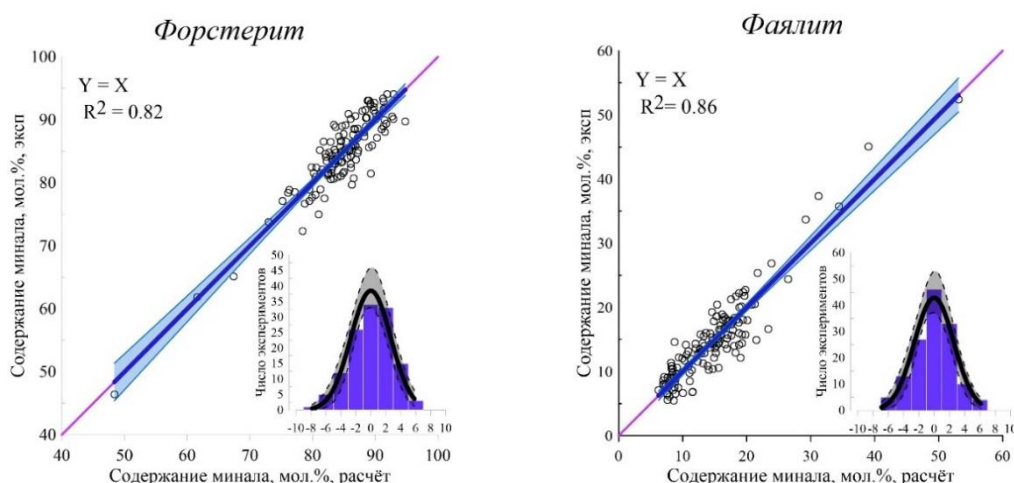 Форстерит
Y = X
R2 = 0.82
Содержание минала, мол.%, эксп
100
90
80
70
60
50
40
40 50 60 70 80 90 100
Содержание минала, мол.%, расчёт
Число экспериментов
50
45
40
35
30
25
20
15
10
5
0
-10 -8 -6 -4 -2 0 2 4 6 8 10
Фаялит
Y = X
R2= 0.86
Содержание минала, мол.%, эксп
60
50
40
30
20
10
0
0 10 20 30 40 50 60
Содержание минала, мол.%, расчёт
Число экспериментов
60
50
40
30
20
10
0
-10 -8 -6 -4 -2 0 2 4 6 8 10